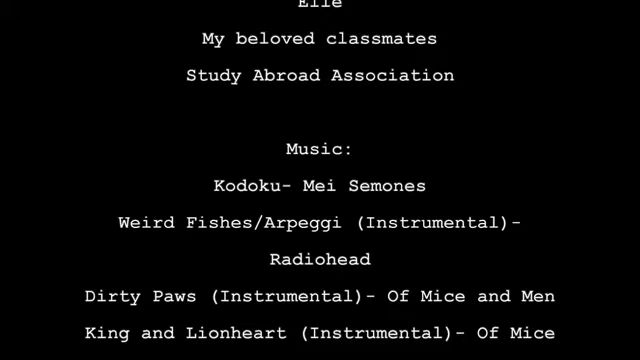 Elle
My beloved classmates
Study Abroad Association
Music:
Kodoku- Mei Semones
Weird Fishes/Arpeggi (Instrumental)-
Radiohead
Dirty Paws (Instrumental)- Of Mice and Men
King and Lionheart (Instrumental)- Of Mice